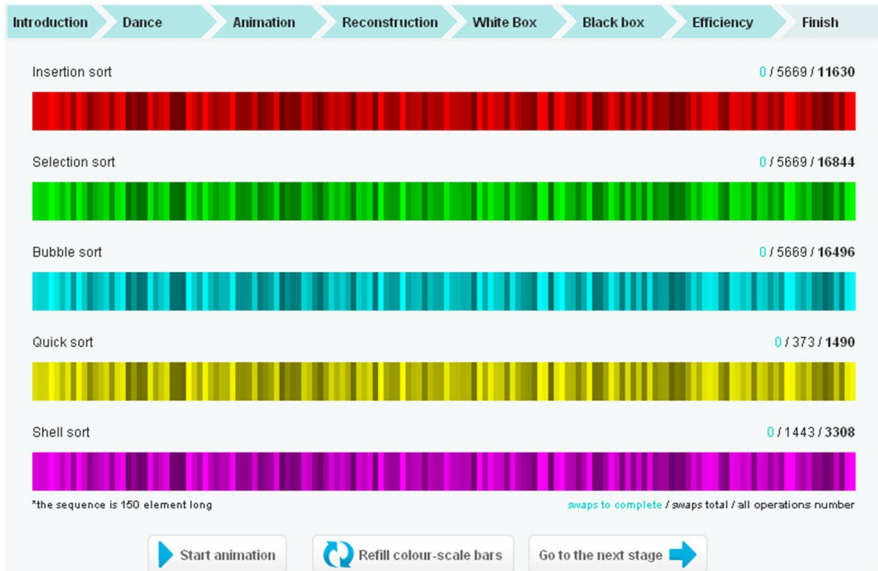 Introduction Dance Animation Reconstruction White Box Black box Efficiency Finish
Insertion sort 0 / 5669 / 11630
Selection sort 0 / 5669 / 16844
Bubble sort 0 / 5669 / 16496
Quick sort 0 / 373 / 1490
Shell sort 0 / 1443 / 3308
*the sequence is 150 element long swaps to complete / swaps total / all operations number
Start animation Refill colour-scale bars Go to the next stage